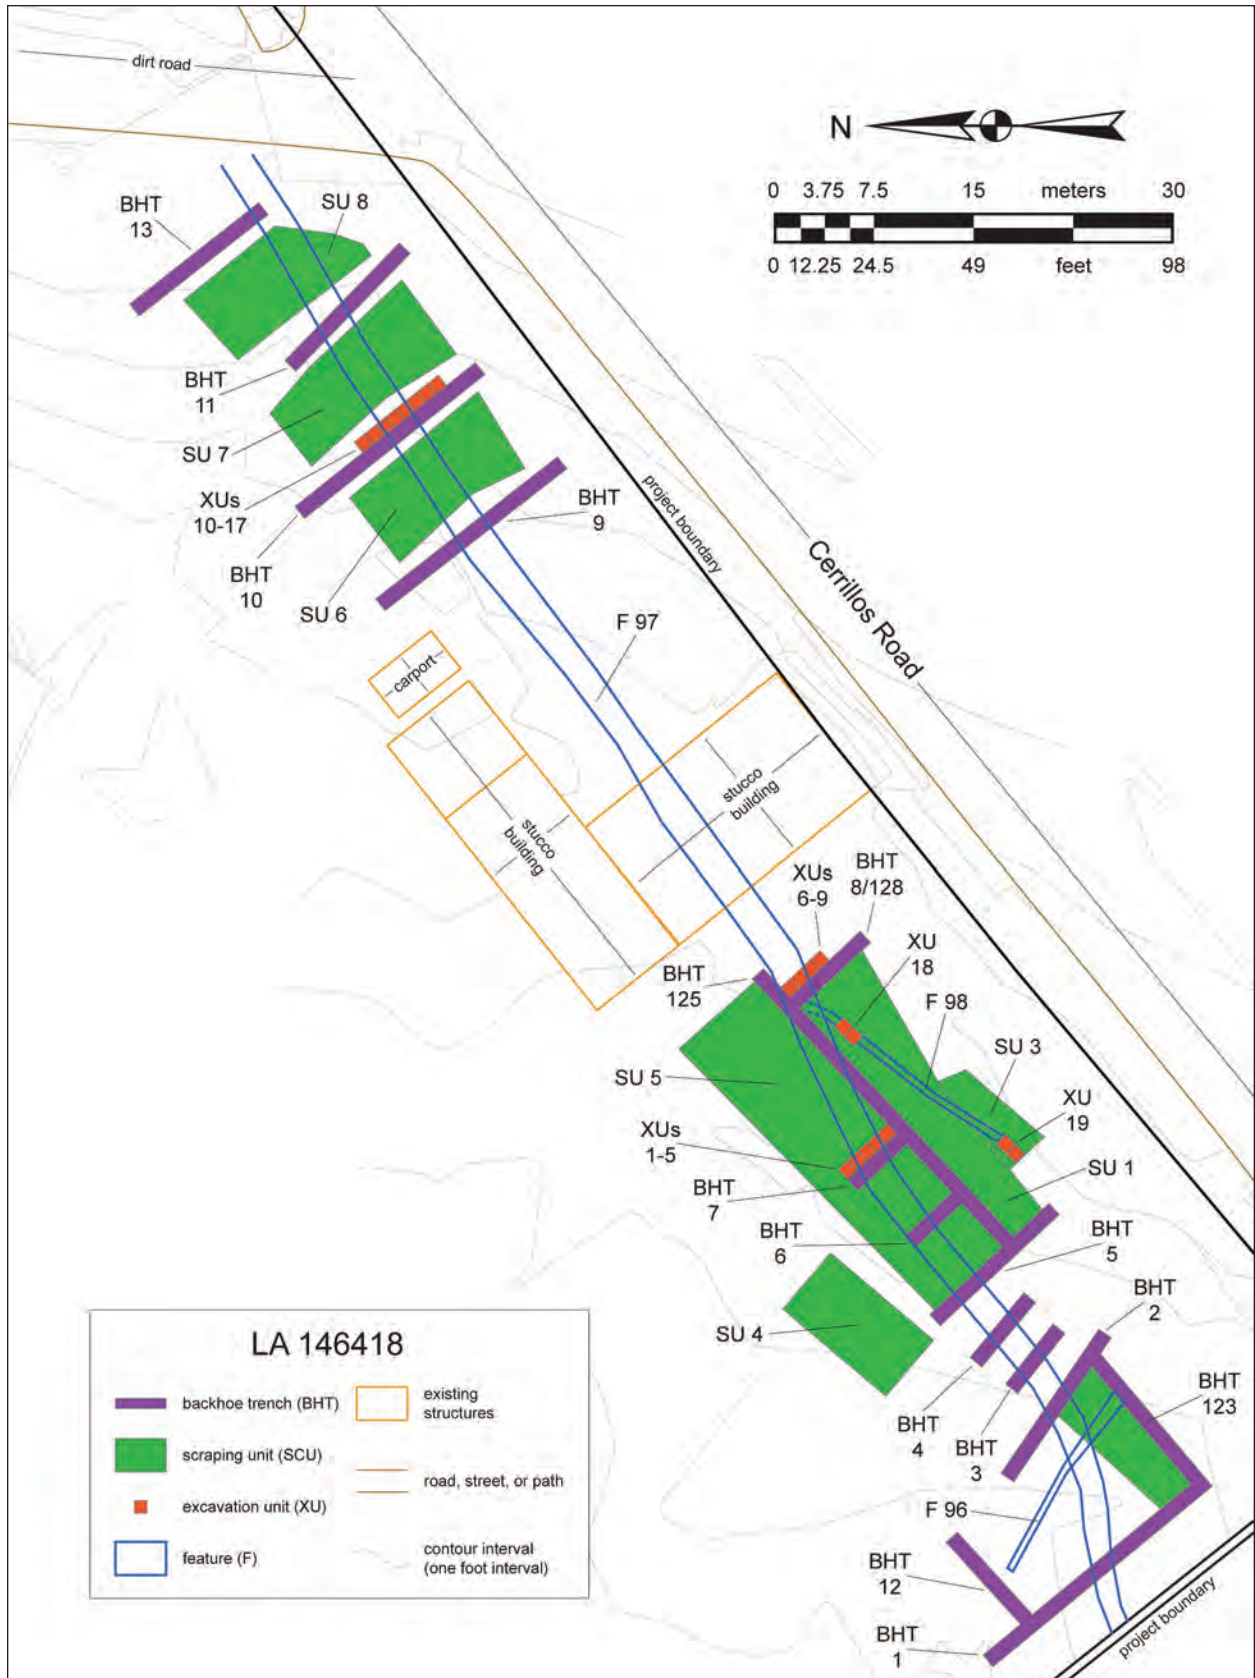 dirt road
N
0 3.75 7.5 15 meters 30
0 12.25 24.5 49 feet 98
BHT
13
SU 8
BHT
11
SU 7
XUs
10-17
BHT
10
SU 6
BHT
9
project boundary
Cerrillos Road
F 97
carport
stucco
building
stucco
building
XUs
6-9
BHT
8/128
XU
18
BHT
125
F 98
SU 3
SU 5
XU
19
XUs
1-5
SU 1
BHT
7
BHT
6
BHT
5
BHT
2
SU 4
BHT
123
BHT
4
BHT
3
F 96
BHT
12
BHT
1
project boundary
LA 146418
backhoe trench (BHT)
scraping unit (SCU)
excavation unit (XU)
feature (F)
existing
structures
road, street, or path
contour interval
(one foot interval)